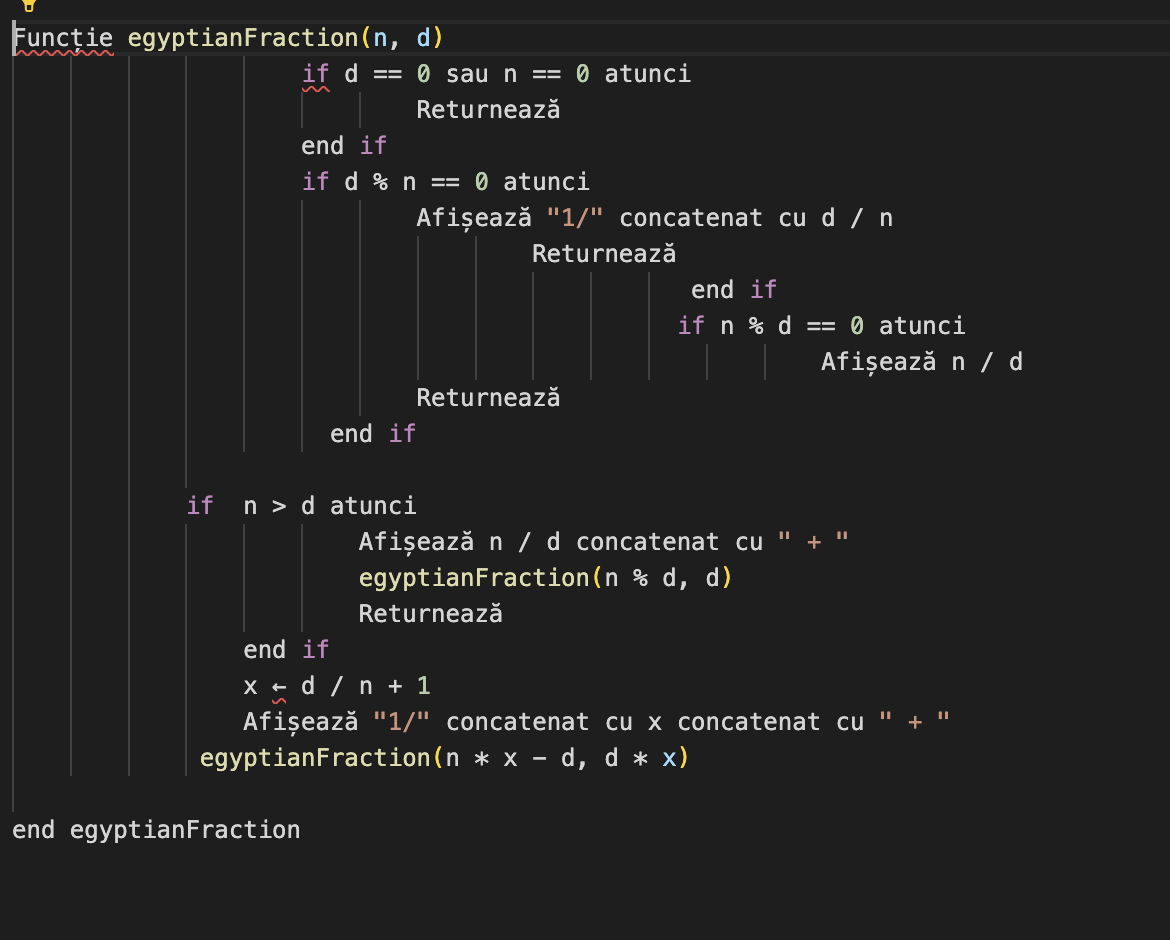 Funcție egyptianFraction(n, d)
if d == 0 sau n == 0 atunci
Returnează
end if
if d % n == 0 atunci
Afișează "1/" concatenat cu d / n
Returnează
end if
if n % d == 0 atunci
Afișează n / d
Returnează
end if
if  n > d atunci
Afișează n / d concatenat cu " + "
egyptianFraction(n % d, d)
Returnează
end if
x ← d / n + 1
Afișează "1/" concatenat cu x concatenat cu " + "
egyptianFraction(n * x − d, d * x)
end egyptianFraction